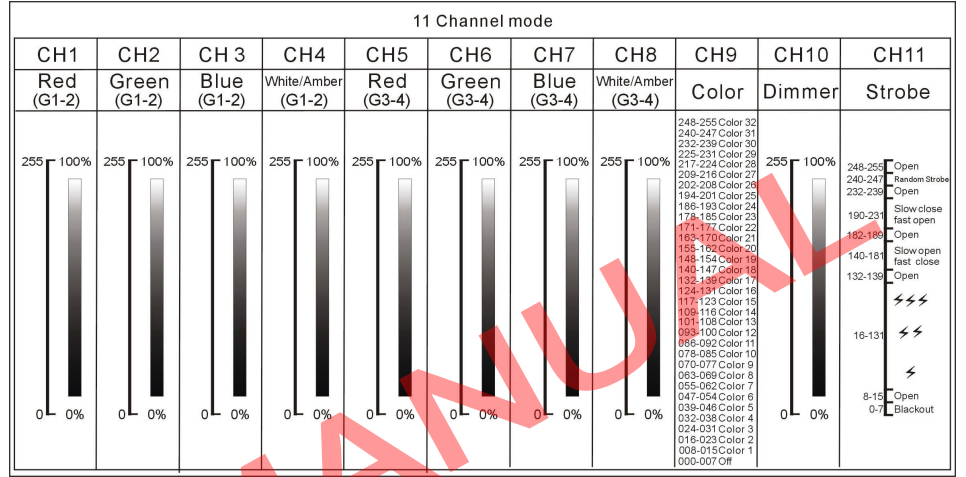 11 Channel mode
CH1 CH2 CH 3 CH4 CH5 CH6 CH7 CH8 CH9 CH10 CH11
Red (G1-2)
Green (G1-2)
Blue (G1-2)
White/Amber (G1-2)
Red (G3-4)
Green (G3-4)
Blue (G3-4)
White/Amber (G3-4)
Color
Dimmer
Strobe
255 100%
0 0%
255 100%
0 0%
255 100%
0 0%
255 100%
0 0%
255 100%
0 0%
255 100%
0 0%
255 100%
0 0%
255 100%
0 0%
248-255 Color 32
240-247 Color 31
232-239 Color 30
225-231 Color 29
217-224 Color 28
209-216 Color 27
202-208 Color 26
194-201 Color 25
186-193 Color 24
178-185 Color 23
171-177 Color 22
163-170 Color 21
155-162 Color 20
148-154 Color 19
140-147 Color 18
132-139 Color 17
124-131 Color 16
117-123 Color 15
109-116 Color 14
101-108 Color 13
093-100 Color 12
086-092 Color 11
078-085 Color 10
070-077 Color 9
063-069 Color 8
055-062 Color 7
047-054 Color 6
039-046 Color 5
032-038 Color 4
024-031 Color 3
016-023 Color 2
008-015 Color 1
000-007 Off
255 100%
0 0%
248-255 Open
240-247 Random Strobe
232-239 Open
190-231 Slow close
fast open
182-189 Open
140-181 Slow open
fast close
132-139 Open
16-131
8-15 Open
0-7 Blackout
MANUAL